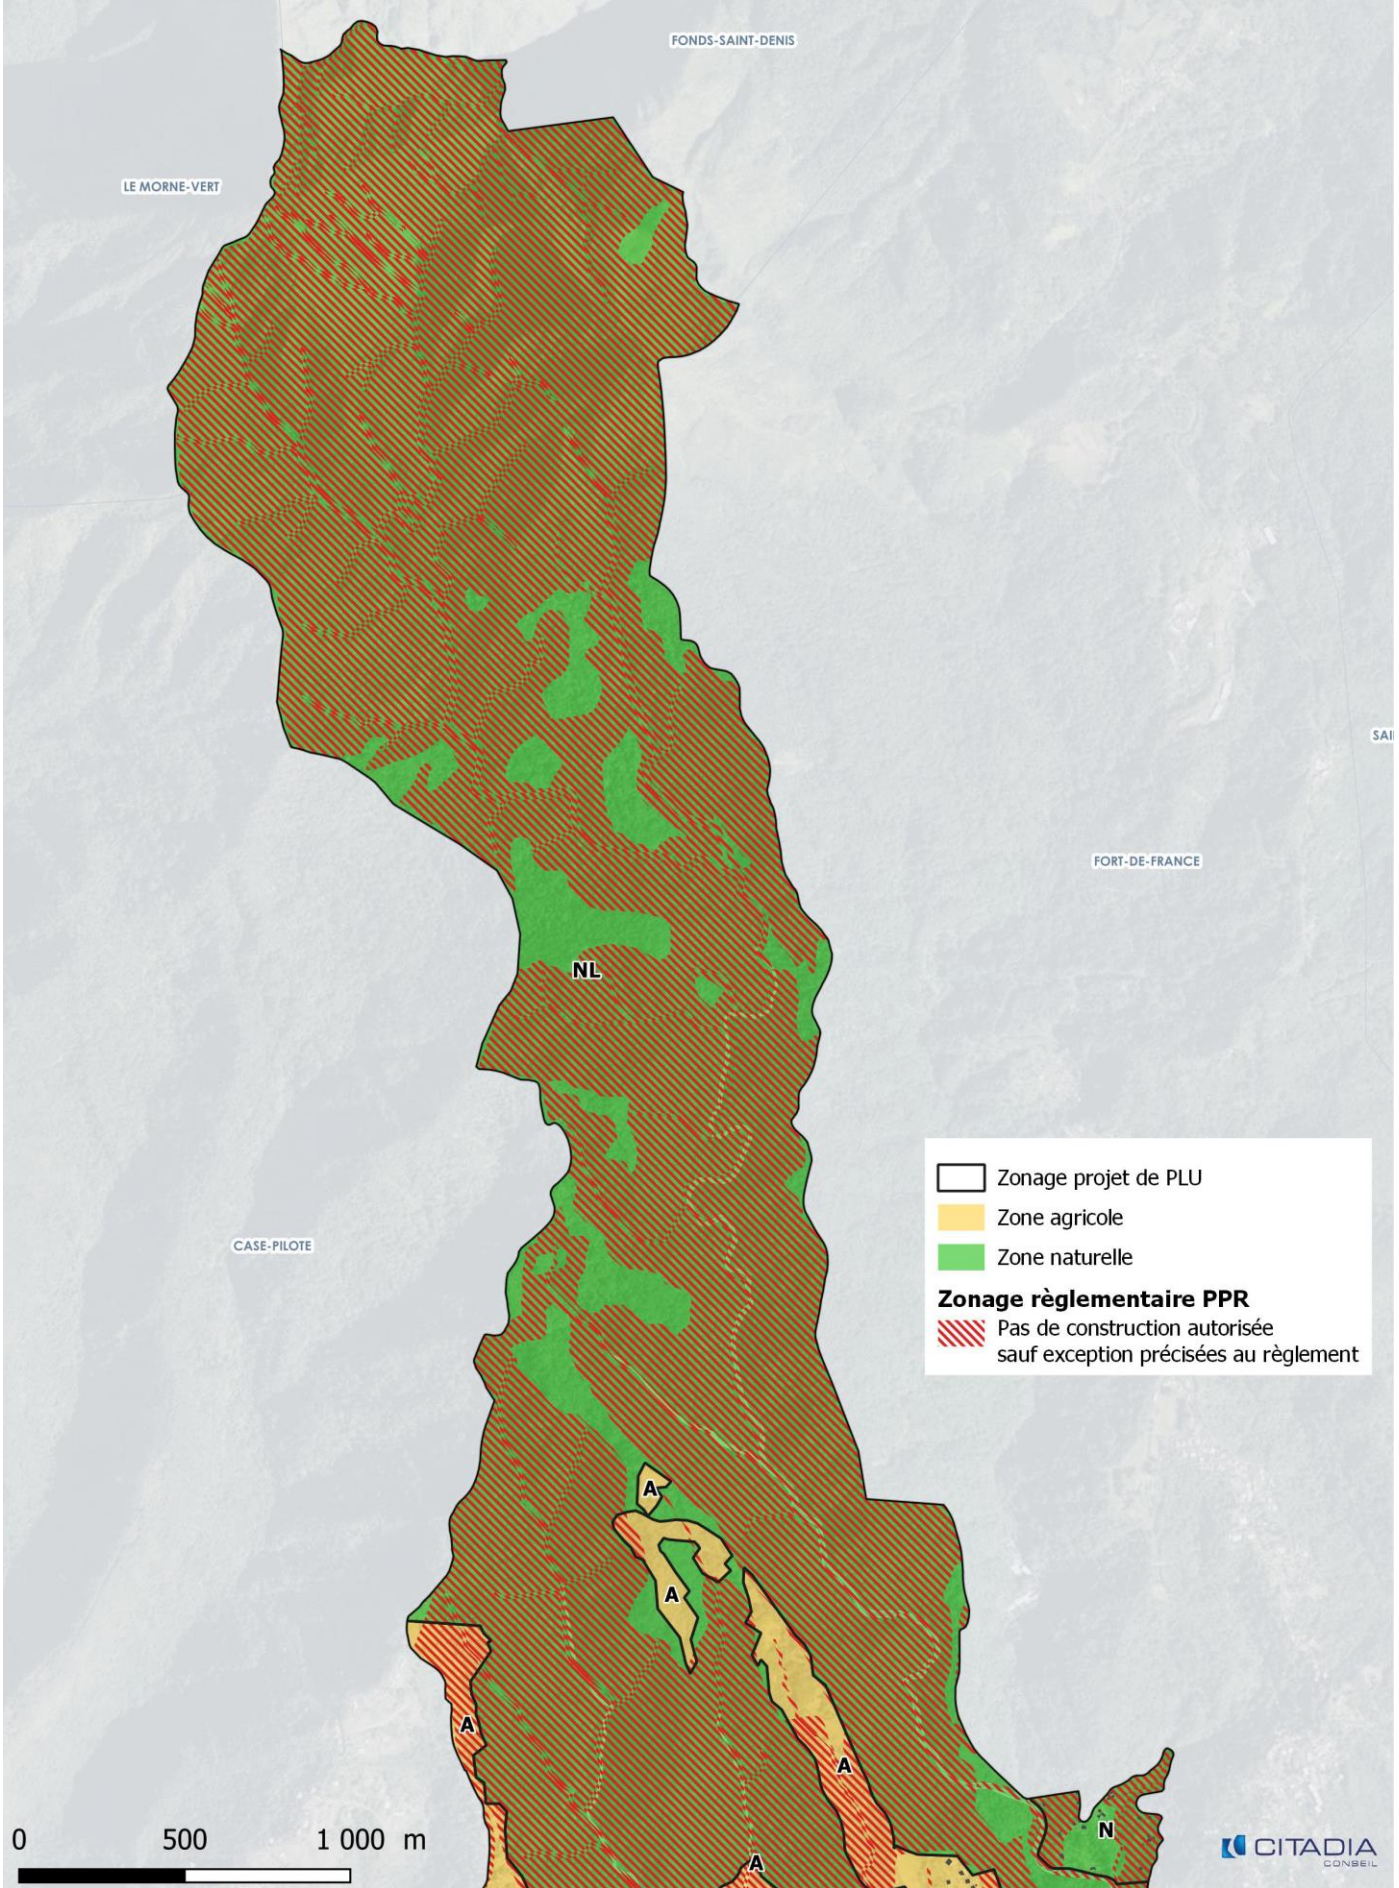 FONDS-SAINT-DENIS
LE MORNE-VERT
SAI
FORT-DE-FRANCE
NL
CASE-PILOTE
Zonage projet de PLU
Zone agricole
Zone naturelle
Zonage règlementaire PPR
Pas de construction autorisée
sauf exception précisées au règlement
A
A
A
A
A
N
0 500 1 000 m
CITADIA
CONSEIL